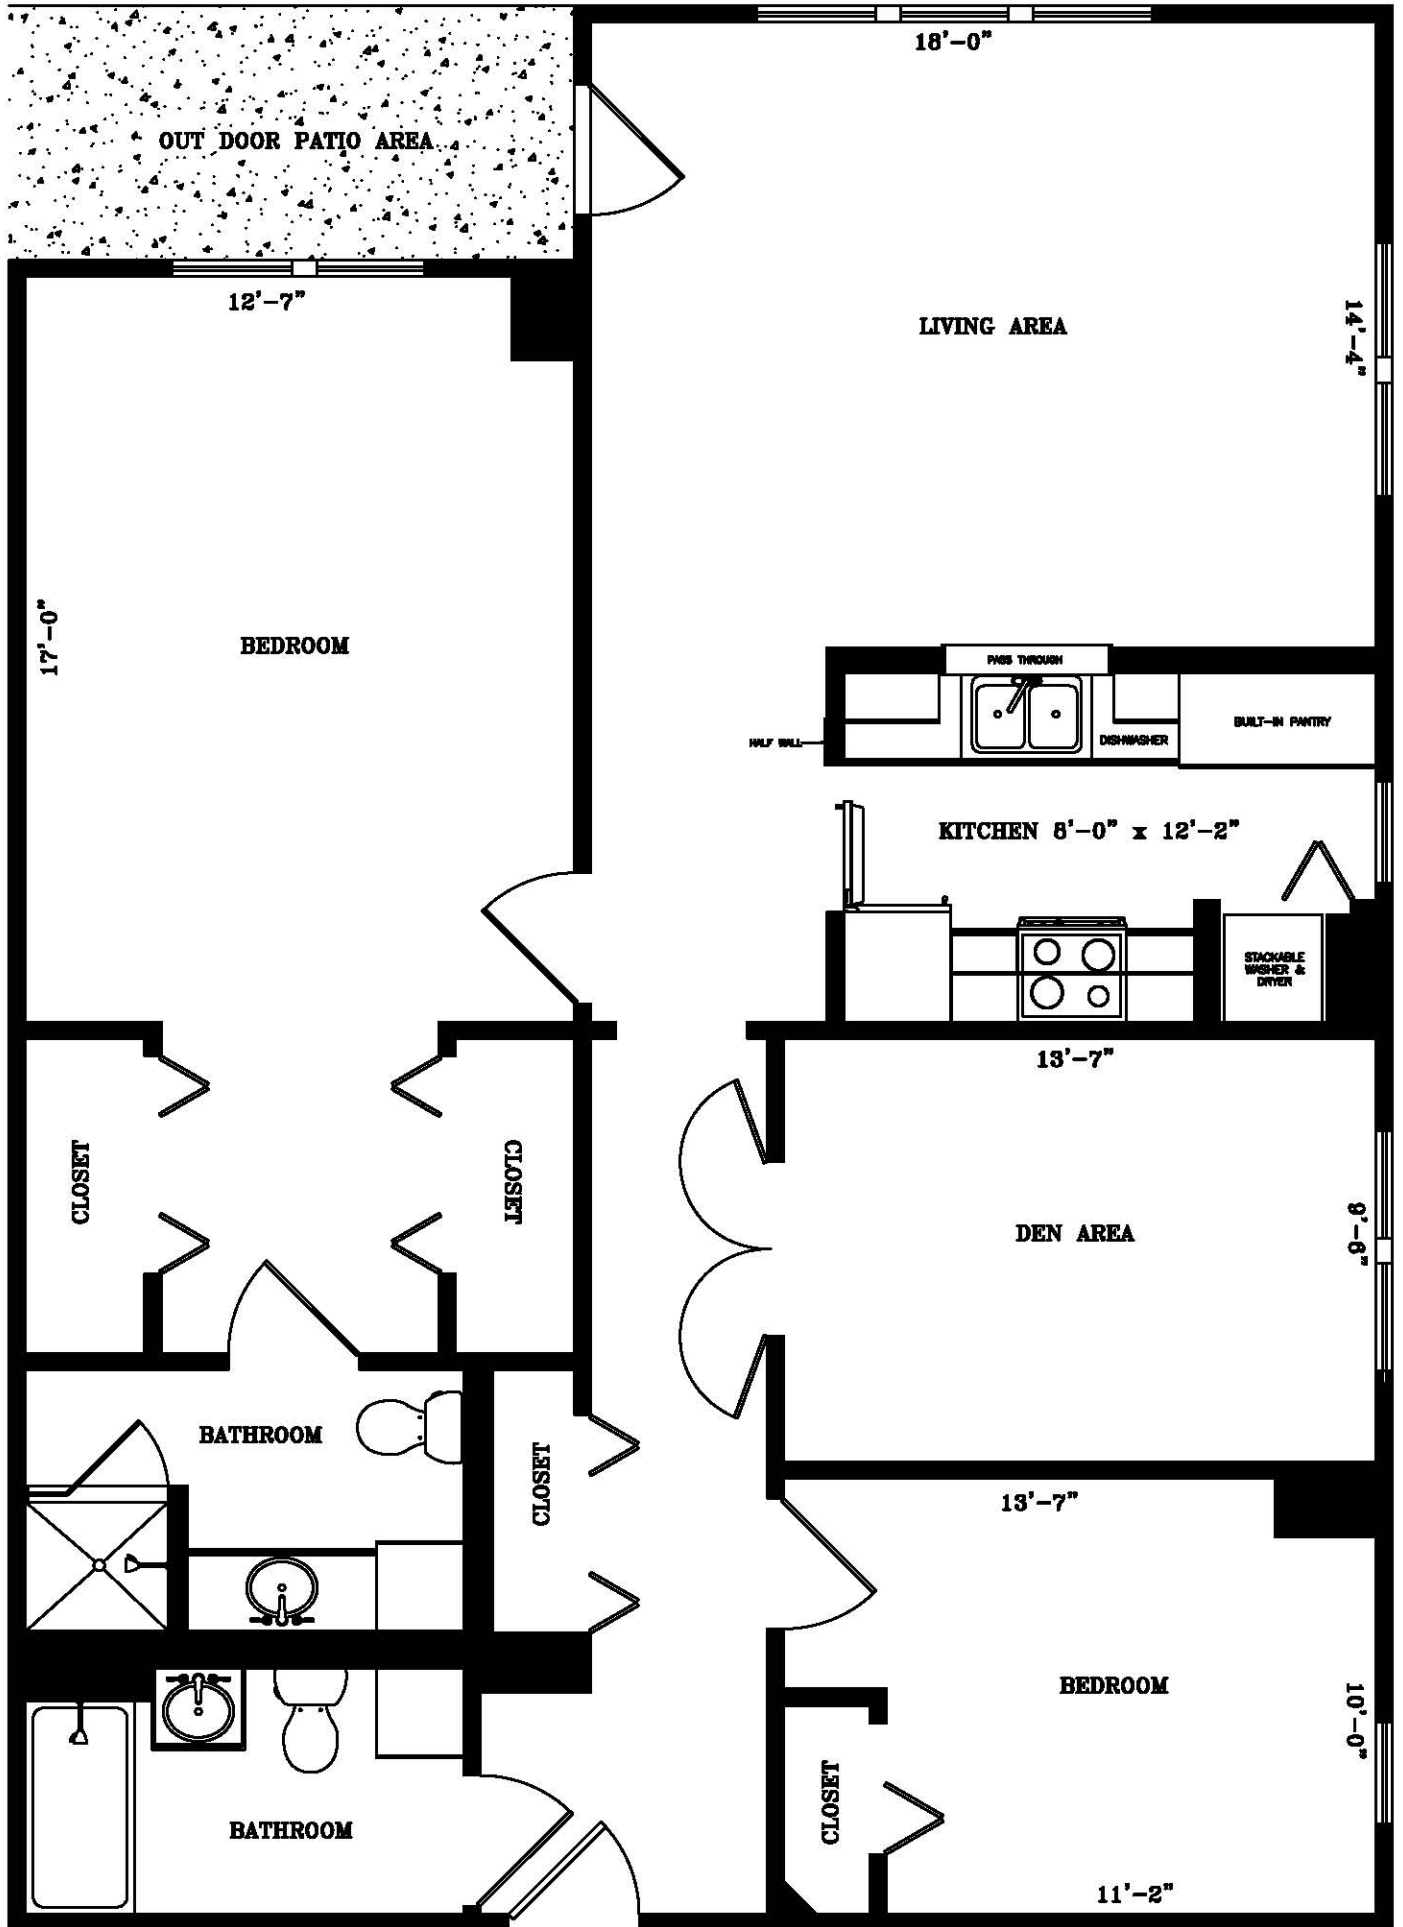 18'-0"
OUT DOOR PATIO AREA
12'-7"
LIVING AREA
14'-4"
17'-0"
BEDROOM
PASS THROUGH
BUILT-IN PANTRY
HALF WALL
DISHWASHER
KITCHEN 8'-0" x 12'-2"
STACKABLE
WASHER &
DRYER
13'-7"
CLOSET
CLOSET
DEN AREA
9'-8"
BATHROOM
CLOSET
13'-7"
BEDROOM
10'-0"
CLOSET
BATHROOM
11'-2"